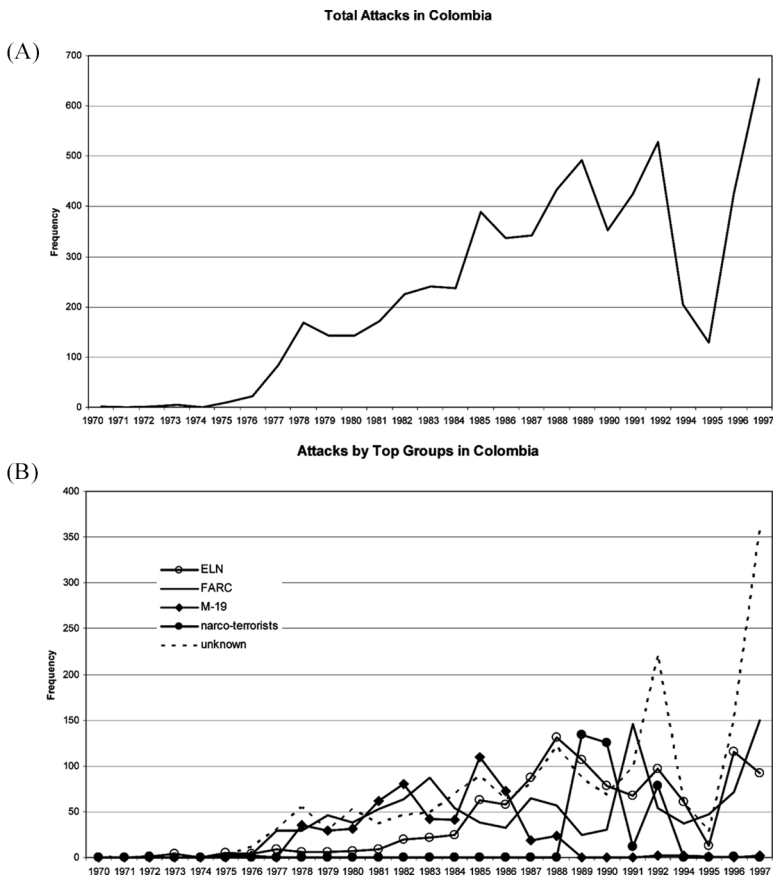 Total Attacks in Colombia
(A)
700
600
500
400
300
200
100
0
Frequency
1970 1971 1972 1973 1974 1975 1976 1977 1978 1979 1980 1981 1982 1983 1984 1985 1986 1987 1988 1989 1990 1991 1992 1994 1995 1996 1997
Attacks by Top Groups in Colombia
(B)
400
350
300
250
200
150
100
50
0
Frequency
ELN
FARC
M-19
narco-terrorists
unknown
1970 1971 1972 1973 1974 1975 1976 1977 1978 1979 1980 1981 1982 1983 1984 1985 1986 1987 1988 1989 1990 1991 1992 1994 1995 1996 1997